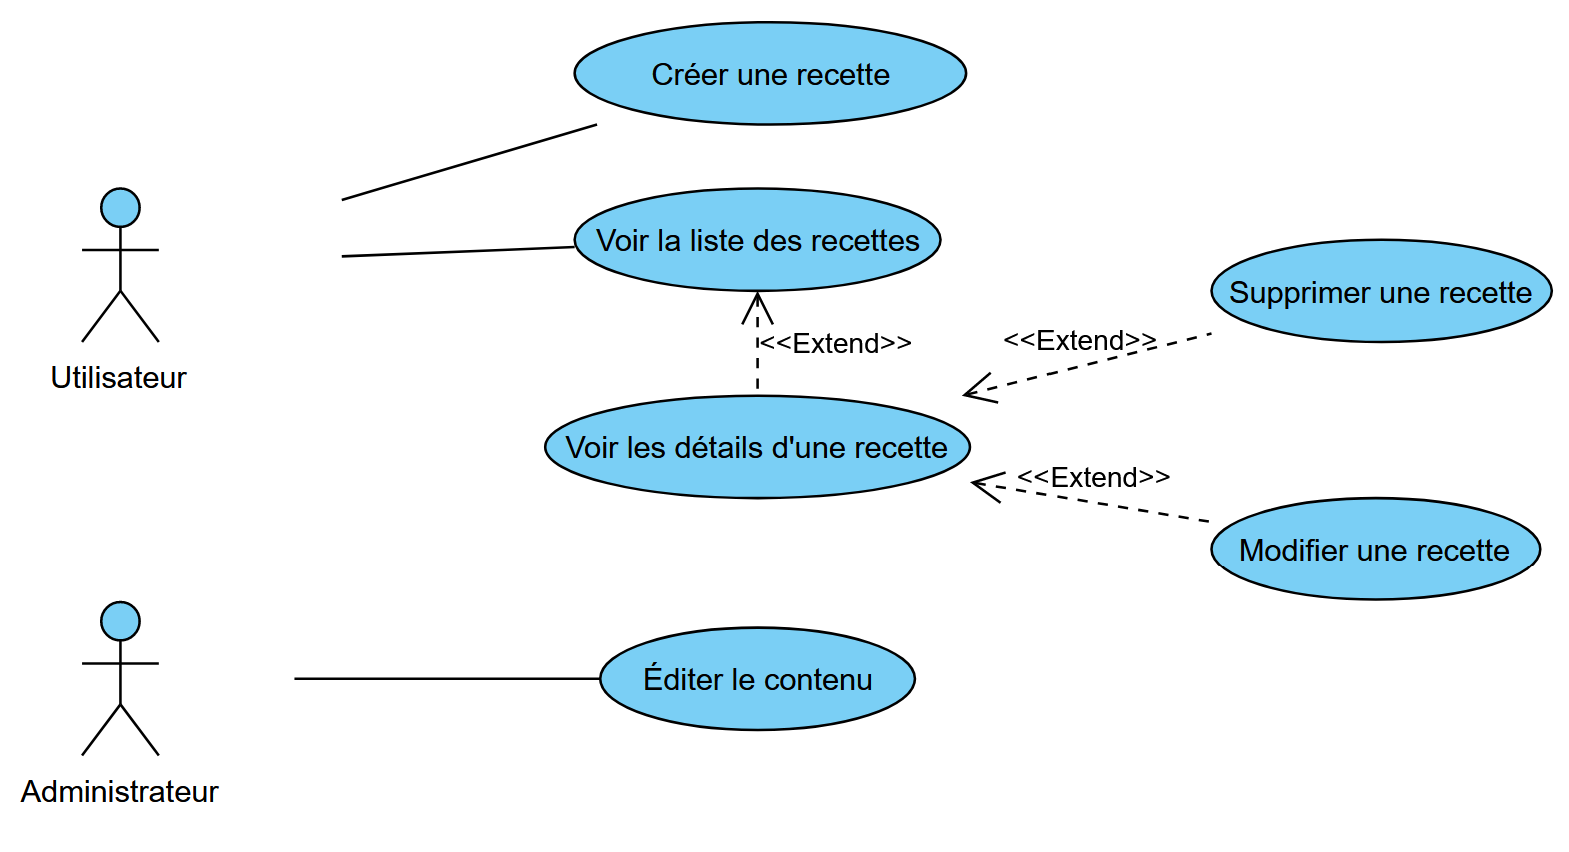 Créer une recette
Voir la liste des recettes
Supprimer une recette
<<Extend>>
<<Extend>>
Utilisateur
Voir les détails d'une recette
<<Extend>>
Modifier une recette
Éditer le contenu
Administrateur